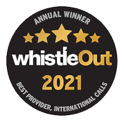 ANNUAL WINNER
whistleOut
2021
BEST PROVIDER, INTERNATIONAL CALLS